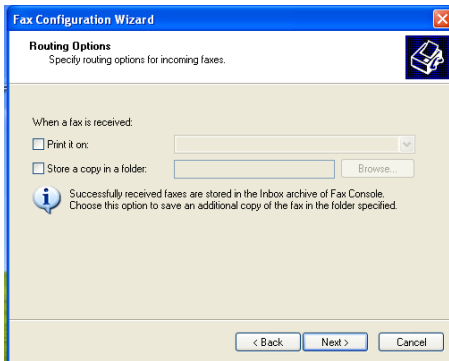 Fax Configuration Wizard
Routing Options
Specify routing options for incoming faxes.
When a fax is received:
Print it on:
Store a copy in a folder:
Browse...
Successfully received faxes are stored in the Inbox archive of Fax Console.
Choose this option to save an additional copy of the fax in the folder specified.
< Back
Next >
Cancel